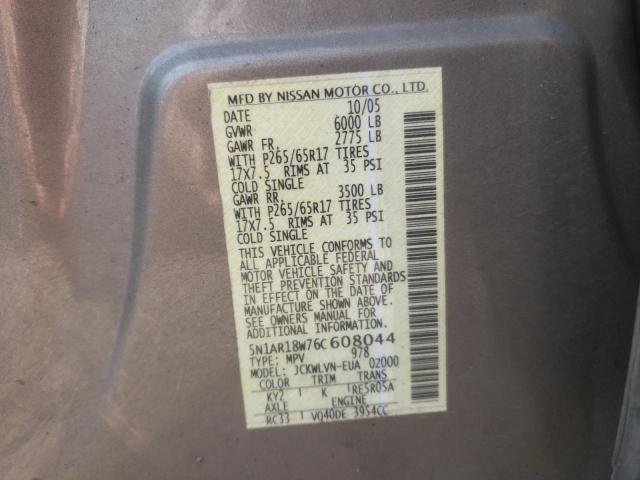 MFD BY NISSAN MOTOR CO., LTD.
DATE 10/05
GVWR 6000 LB
GAWR FR. 2775 LB
WITH P265/65R17 TIRES
17X7.5 RIMS AT 35 PSI
COLD SINGLE
GAWR RR. 3500 LB
WITH P265/65R17 TIRES
17X7.5 RIMS AT 35 PSI
COLD SINGLE
THIS VEHICLE CONFORMS TO
ALL APPLICABLE FEDERAL
MOTOR VEHICLE SAFETY AND
THEFT PREVENTION STANDARDS
IN EFFECT ON THE DATE OF
MANUFACTURE SHOWN ABOVE.
SEE OWNERS MANUAL FOR
ADDITIONAL INFORMATION.
5N1AR18W76C608044
TYPE: MPV 978
MODEL: JCKWLVN-EUA 02000
COLOR TRIM TRANS
KY2 K RE5R05A
AXLE ENGINE
RC33 VQ40DE 3954CC